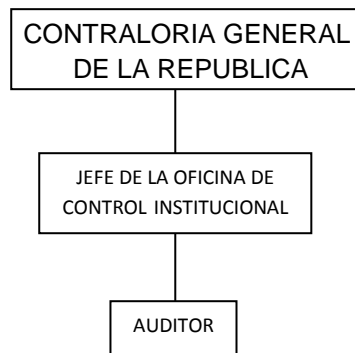 CONTRALORIA GENERAL
DE LA REPUBLICA
JEFE DE LA OFICINA DE
CONTROL INSTITUCIONAL
AUDITOR